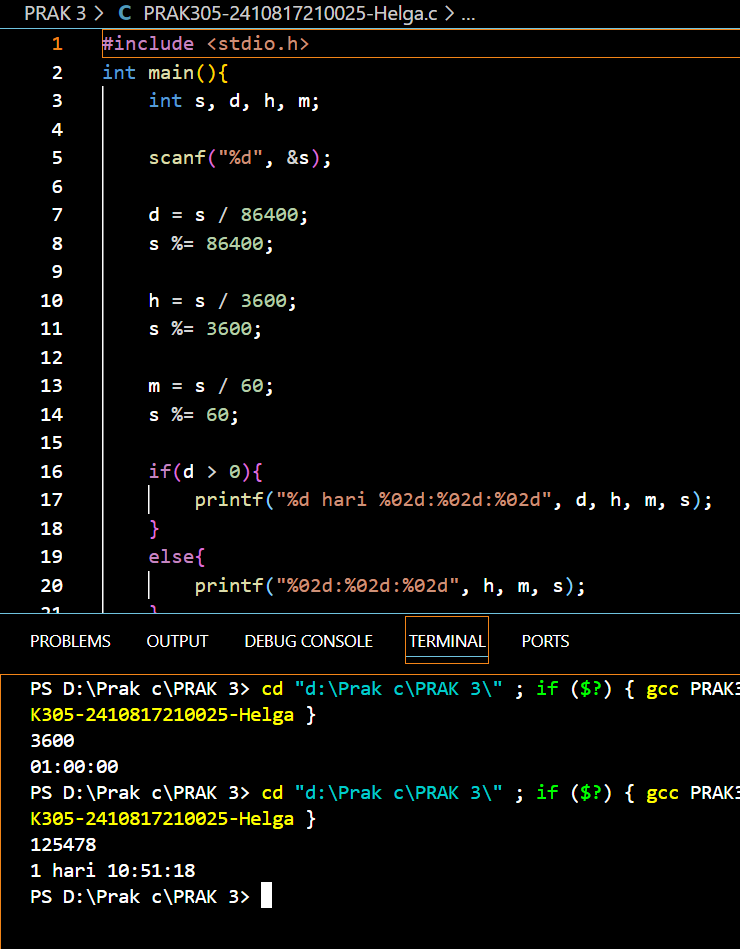 PRAK 3 > C PRAK305-2410817210025-Helga.c > ...
1 #include <stdio.h>
2 int main(){
3     int s, d, h, m;
4
5     scanf("%d", &s);
6
7     d = s / 86400;
8     s %= 86400;
9
10     h = s / 3600;
11     s %= 3600;
12
13     m = s / 60;
14     s %= 60;
15
16     if(d > 0){
17         printf("%d hari %02d:%02d:%02d", d, h, m, s);
18     }
19     else{
20         printf("%02d:%02d:%02d", h, m, s);
21     }
PROBLEMS OUTPUT DEBUG CONSOLE TERMINAL PORTS
PS D:\Prak c\PRAK 3> cd "d:\Prak c\PRAK 3\" ; if ($?) { gcc PRAK3
K305-2410817210025-Helga }
3600
01:00:00
PS D:\Prak c\PRAK 3> cd "d:\Prak c\PRAK 3\" ; if ($?) { gcc PRAK3
K305-2410817210025-Helga }
125478
1 hari 10:51:18
PS D:\Prak c\PRAK 3>